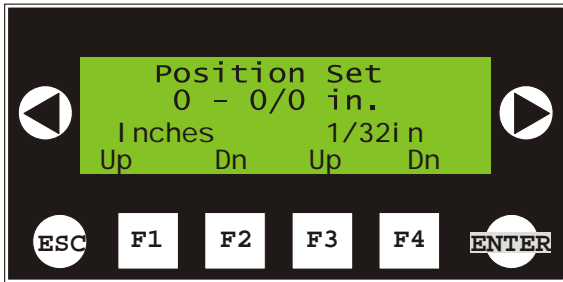 Position Set
0 - 0/0 in.
Inches 1/32in
Up Dn Up Dn
ESC F1 F2 F3 F4 ENTER